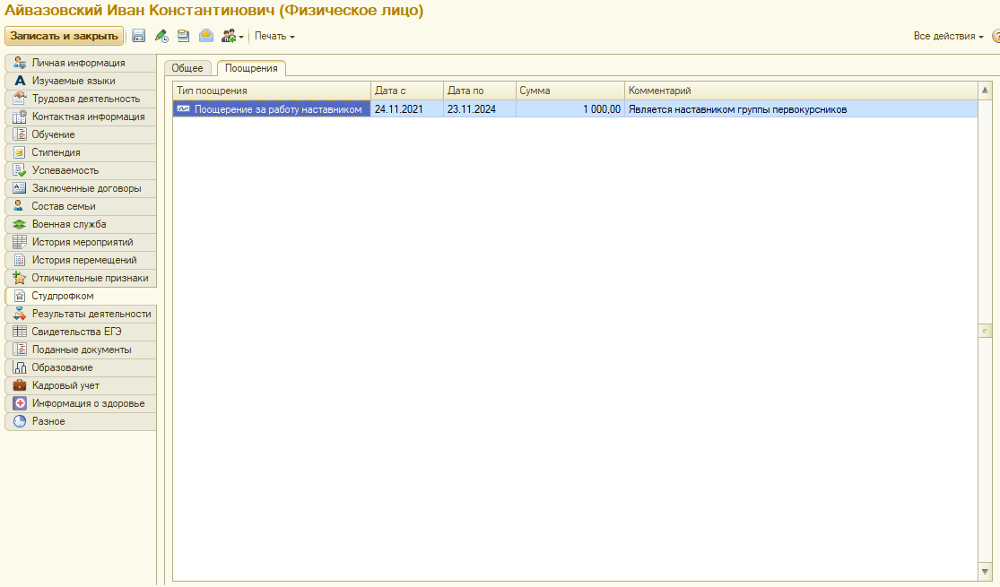 Айвазовский Иван Константинович (Физическое лицо)
Записать и закрыть Печать Все действия
Личная информация
Изучаемые языки
Трудовая деятельность
Контактная информация
Обучение
Стипендия
Успеваемость
Заключенные договоры
Состав семьи
Военная служба
История мероприятий
История перемещений
Отличительные признаки
Студпрофком
Результаты деятельности
Свидетельства ЕГЭ
Поданные документы
Образование
Кадровый учет
Информация о здоровье
Разное
Общее Поощрения
Тип поощрения Дата с Дата по Сумма Комментарий
Поощерение за работу наставником 24.11.2021 23.11.2024 1 000,00 Является наставником группы первокурсников